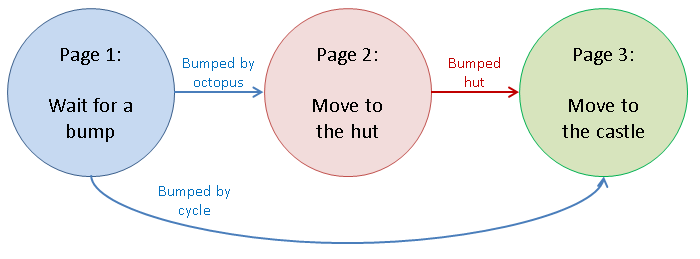 Page 1:
Wait for a
bump
Bumped by
octopus
Page 2:
Move to
the hut
Bumped
hut
Page 3:
Move to
the castle
Bumped by
cycle